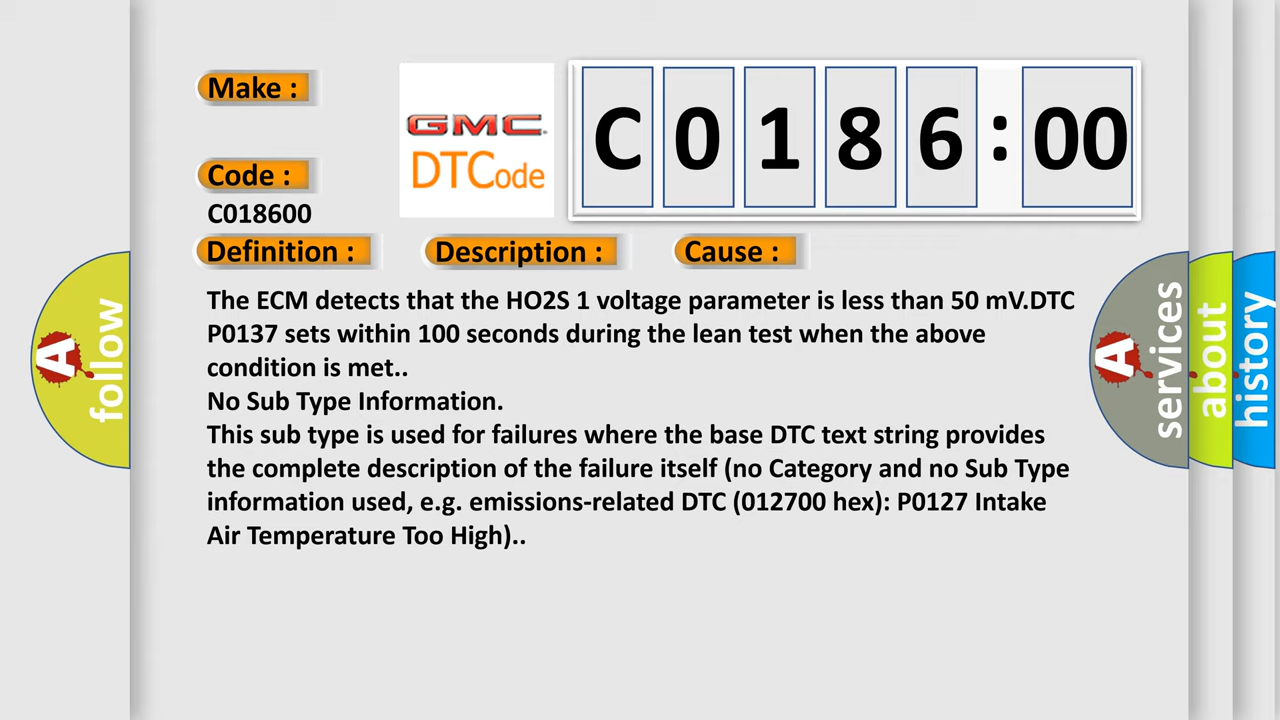 Make :
GMC
DTCode
C0186:00
Code :
C018600
Definition :
Description :
Cause :
The ECM detects that the HO2S 1 voltage parameter is less than 50 mV.DTC
P0137 sets within 100 seconds during the lean test when the above
condition is met..
No Sub Type Information.
This sub type is used for failures where the base DTC text string provides
the complete description of the failure itself (no Category and no Sub Type
information used, e.g. emissions-related DTC (012700 hex): P0127 Intake
Air Temperature Too High)..
A
follow
A
services
about
history